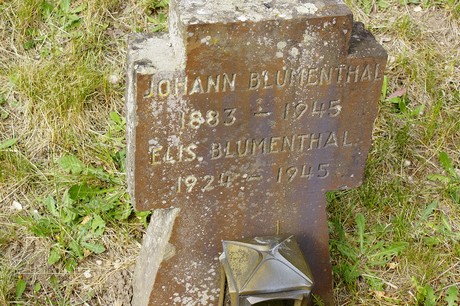 JOHANN BLUMENTHAL
1883 - 1945
ELIS BLUMENTHAL
1924 - 1945